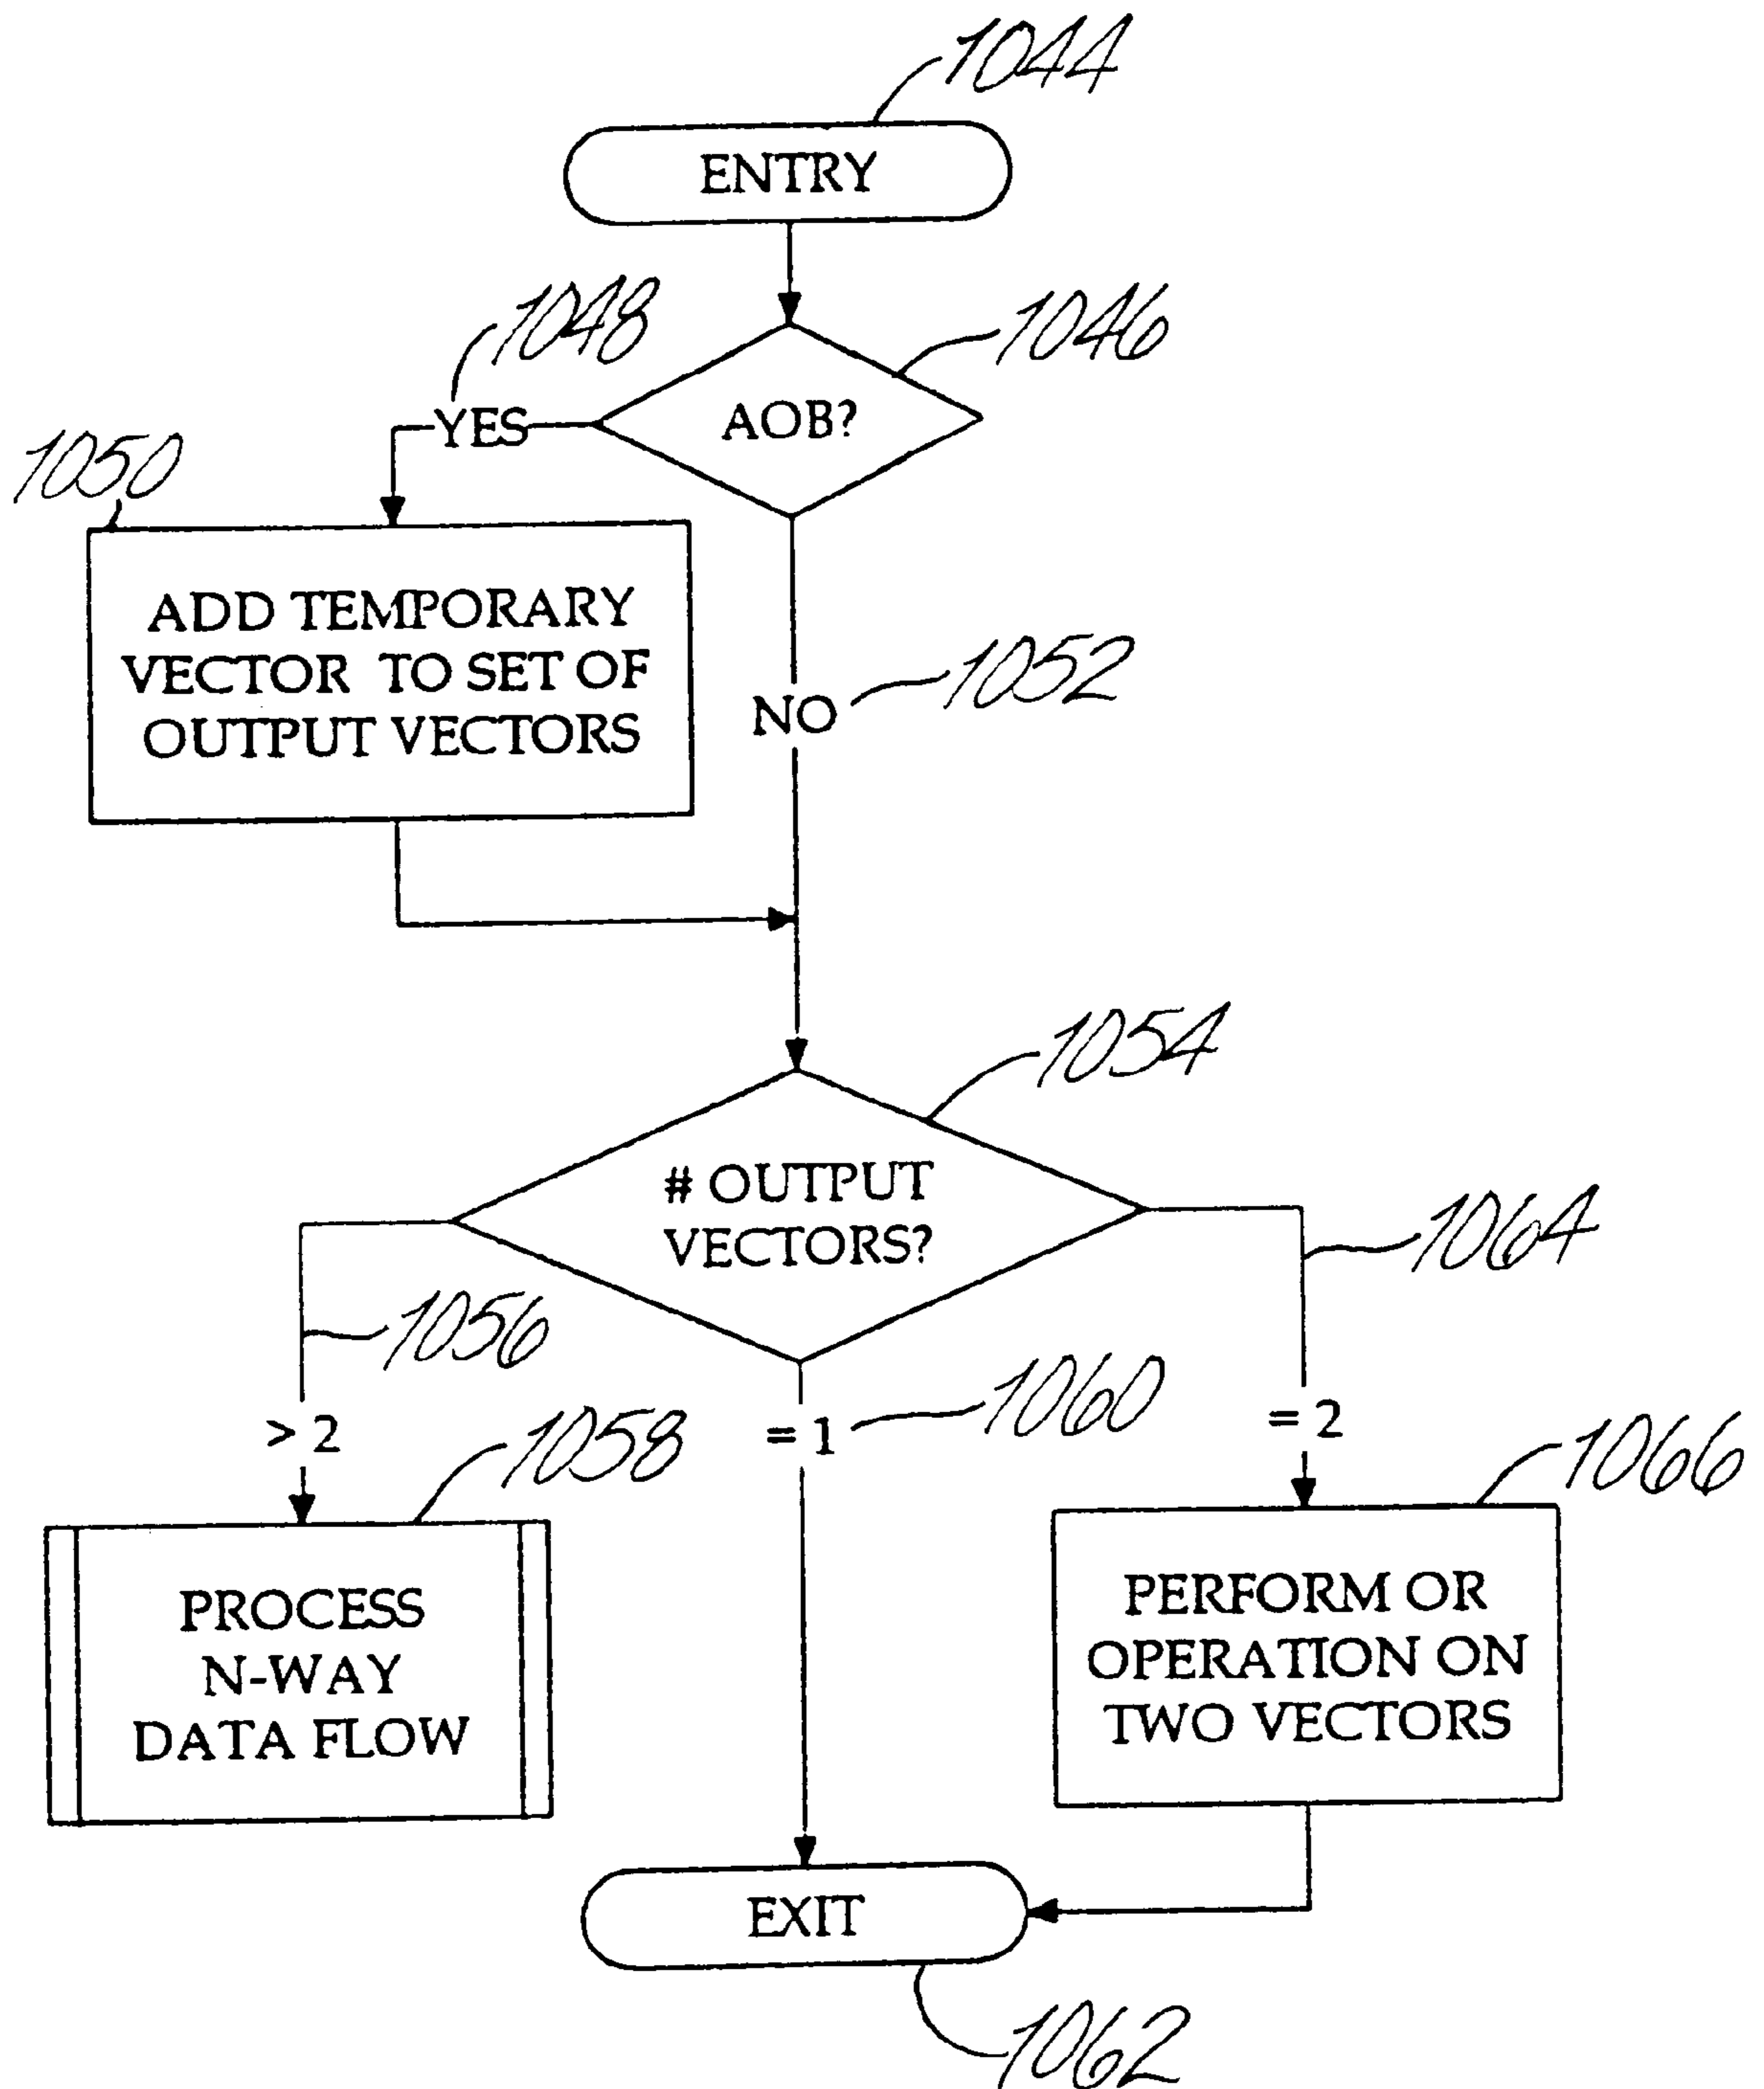 1044
ENTRY
1048
1046
YES
AOB?
1050
ADD TEMPORARY
VECTOR TO SET OF
OUTPUT VECTORS
1052
NO
1054
# OUTPUT
VECTORS?
1064
1056
1060
> 2
1058
= 1
= 2
1066
PROCESS
N-WAY
DATA FLOW
PERFORM OR
OPERATION ON
TWO VECTORS
EXIT
1062